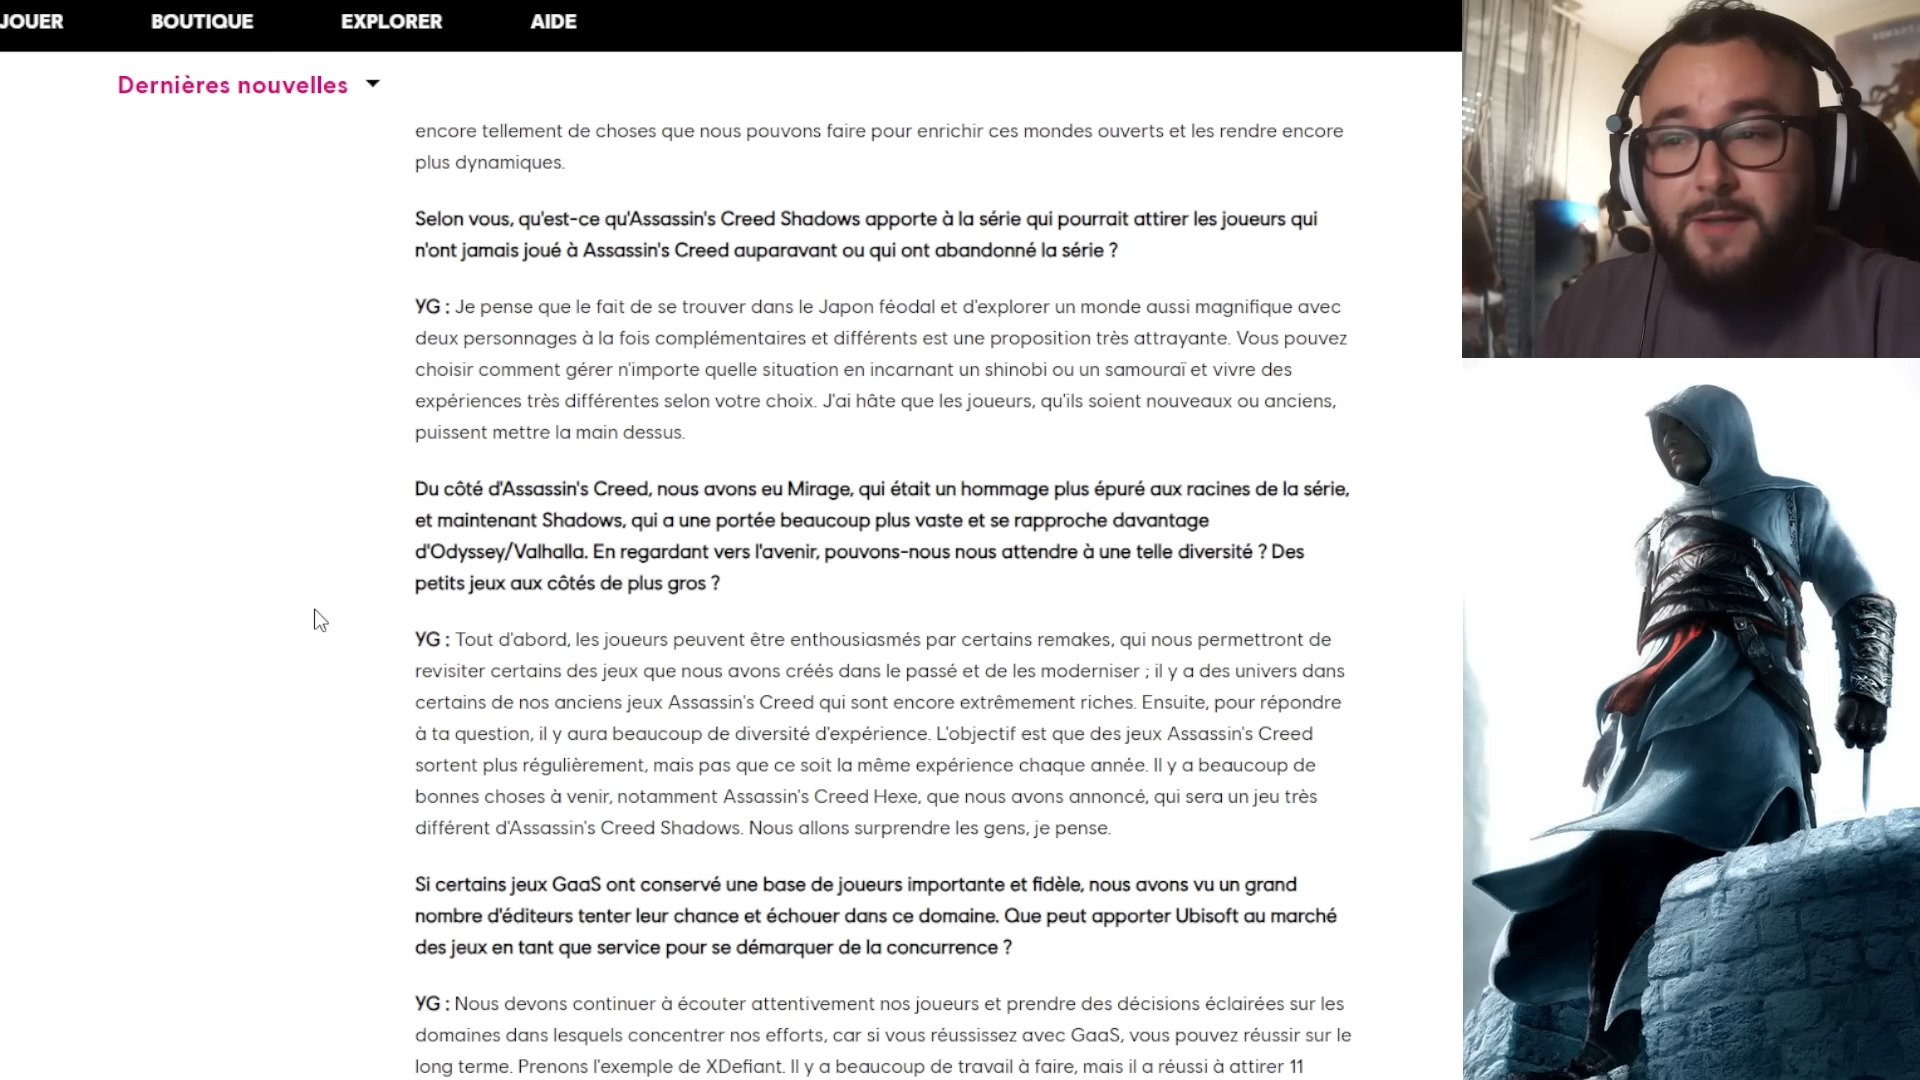 JOUER BOUTIQUE EXPLORER AIDE
Dernières nouvelles
encore tellement de choses que nous pouvons faire pour enrichir ces mondes ouverts et les rendre encore
plus dynamiques.
Selon vous, qu'est-ce qu'Assassin's Creed Shadows apporte à la série qui pourrait attirer les joueurs qui
n'ont jamais joué à Assassin's Creed auparavant ou qui ont abandonné la série ?
YG : Je pense que le fait de se trouver dans le Japon féodal et d'explorer un monde aussi magnifique avec
deux personnages à la fois complémentaires et différents est une proposition très attrayante. Vous pouvez
choisir comment gérer n'importe quelle situation en incarnant un shinobi ou un samouraï et vivre des
expériences très différentes selon votre choix. J'ai hâte que les joueurs, qu'ils soient nouveaux ou anciens,
puissent mettre la main dessus.
Du côté d'Assassin's Creed, nous avons eu Mirage, qui était un hommage plus épuré aux racines de la série,
et maintenant Shadows, qui a une portée beaucoup plus vaste et se rapproche davantage
d'Odyssey/Valhalla. En regardant vers l'avenir, pouvons-nous nous attendre à une telle diversité ? Des
petits jeux aux côtés de plus gros ?
YG : Tout d'abord, les joueurs peuvent être enthousiasmés par certains remakes, qui nous permettront de
revisiter certains des jeux que nous avons créés dans le passé et de les moderniser ; il y a des univers dans
certains de nos anciens jeux Assassin's Creed qui sont encore extrêmement riches. Ensuite, pour répondre
à ta question, il y aura beaucoup de diversité d'expérience. L'objectif est que des jeux Assassin's Creed
sortent plus régulièrement, mais pas que ce soit la même expérience chaque année. Il y a beaucoup de
bonnes choses à venir, notamment Assassin's Creed Hexe, que nous avons annoncé, qui sera un jeu très
différent d'Assassin's Creed Shadows. Nous allons surprendre les gens, je pense.
Si certains jeux GaaS ont conservé une base de joueurs importante et fidèle, nous avons vu un grand
nombre d'éditeurs tenter leur chance et échouer dans ce domaine. Que peut apporter Ubisoft au marché
des jeux en tant que service pour se démarquer de la concurrence ?
YG : Nous devons continuer à écouter attentivement nos joueurs et prendre des décisions éclairées sur les
domaines dans lesquels concentrer nos efforts, car si vous réussissez avec GaaS, vous pouvez réussir sur le
long terme. Prenons l'exemple de XDefiant. Il y a beaucoup de travail à faire, mais il a réussi à attirer 11